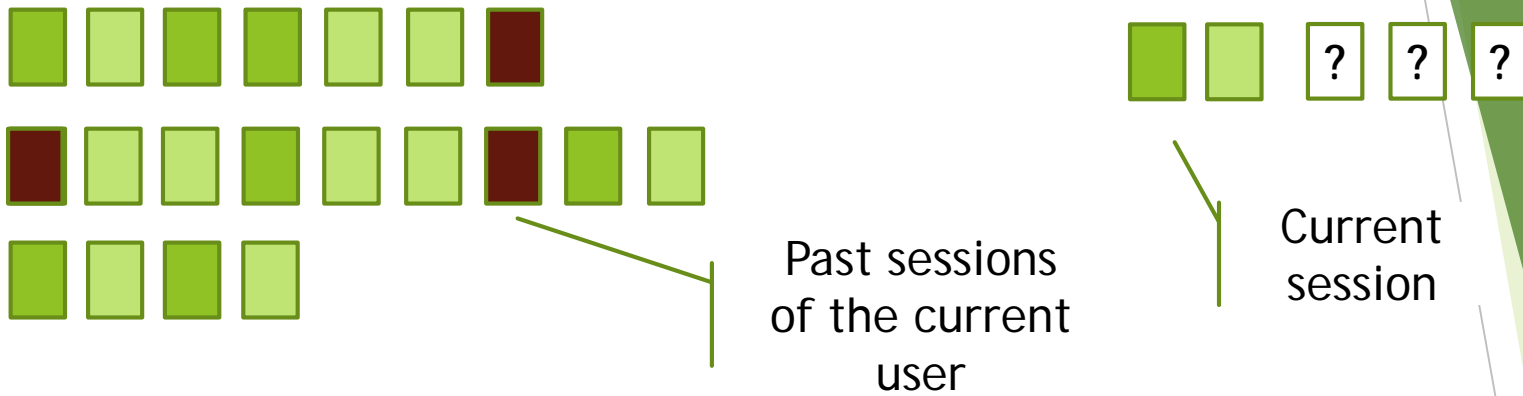 ? ? ?
Current
session
Past sessions
of the current
user